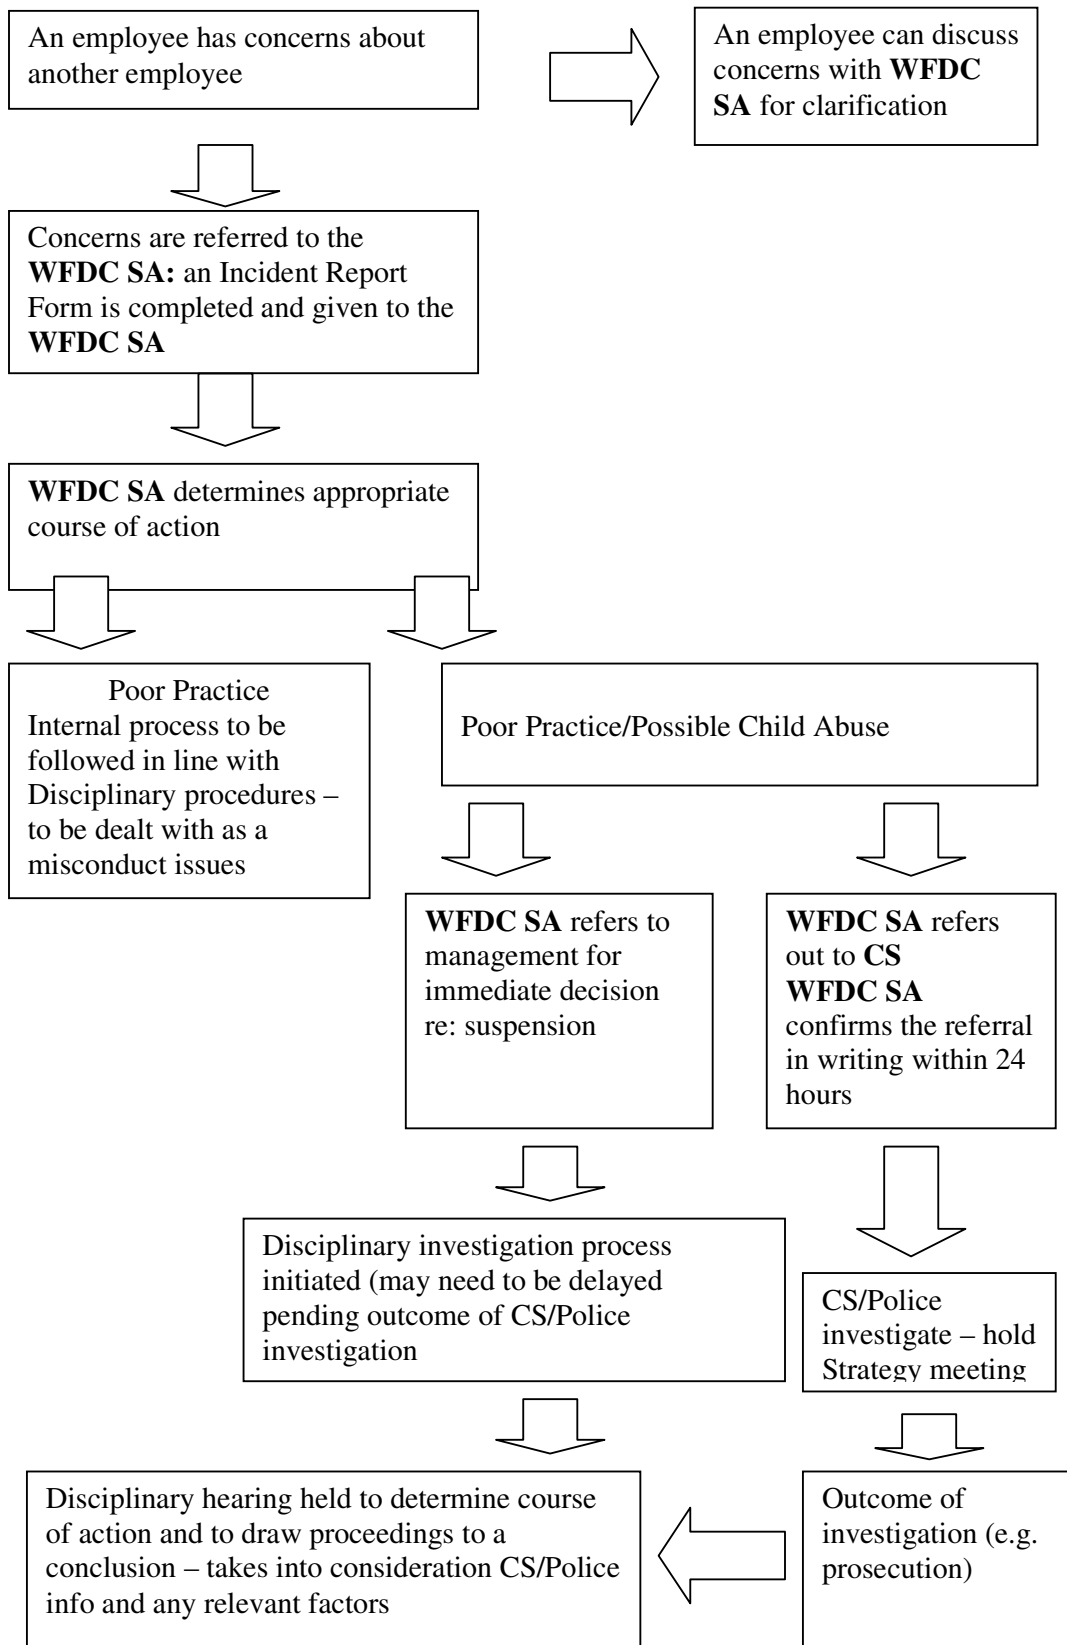 An employee has concerns about
another employee
An employee can discuss
concerns with WFDC
SA for clarification
Concerns are referred to the
WFDC SA: an Incident Report
Form is completed and given to the
WFDC SA
WFDC SA determines appropriate
course of action
Poor Practice
Internal process to be
followed in line with
Disciplinary procedures –
to be dealt with as a
misconduct issues
Poor Practice/Possible Child Abuse
WFDC SA refers to
management for
immediate decision
re: suspension
WFDC SA refers
out to CS
WFDC SA
confirms the referral
in writing within 24
hours
Disciplinary investigation process
initiated (may need to be delayed
pending outcome of CS/Police
investigation
CS/Police
investigate – hold
Strategy meeting
Disciplinary hearing held to determine course
of action and to draw proceedings to a
conclusion – takes into consideration CS/Police
info and any relevant factors
Outcome of
investigation (e.g.
prosecution)